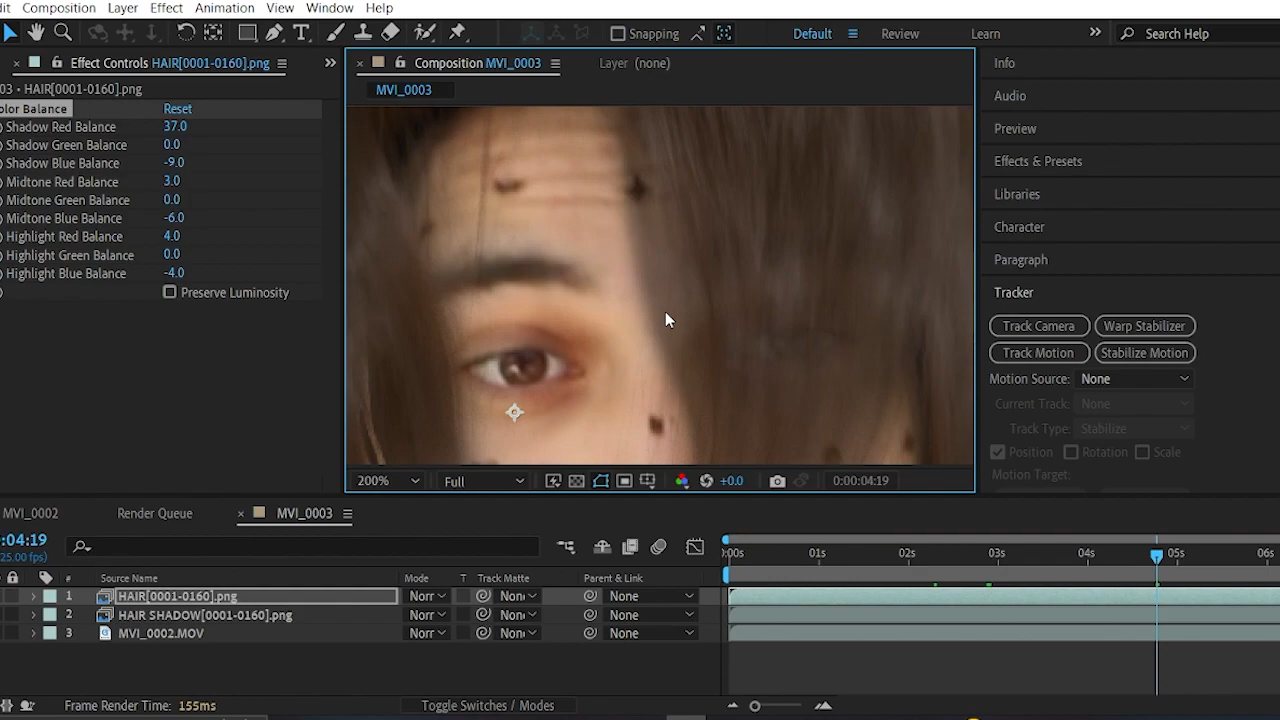 Composition Layer Effect Animation View Window Help
Snapping Default Review Learn Search Help
Effect Controls HAIR[0001-0160].png
03 • HAIR[0001-0160].png
Reset
Shadow Red Balance 37.0
Shadow Green Balance 0.0
Shadow Blue Balance -9.0
Midtone Red Balance 3.0
Midtone Green Balance 0.0
Midtone Blue Balance -6.0
Highlight Red Balance 4.0
Highlight Green Balance 0.0
Highlight Blue Balance -4.0
Preserve Luminosity
Composition MVI_0003 Layer (none)
MVI_0003
200% Full +0.0 0:00:04:19
Info
Audio
Preview
Effects & Presets
Libraries
Character
Paragraph
Tracker
Track Camera Warp Stabilizer
Track Motion Stabilize Motion
Motion Source: None
Current Track: None
Track Type: Stabilize
Position Rotation Scale
Motion Target:
MVI_0002 Render Queue MVI_0003
:04:19
25.00 fps)
:00s 01s 02s 03s 04s 05s 06s
# Source Name Mode T Track Matte Parent & Link
1 HAIR[0001-0160].png Norr None
2 HAIR SHADOW[0001-0160].png Norr None
3 MVI_0002.MOV Norr None
Frame Render Time: 155ms Toggle Switches / Modes